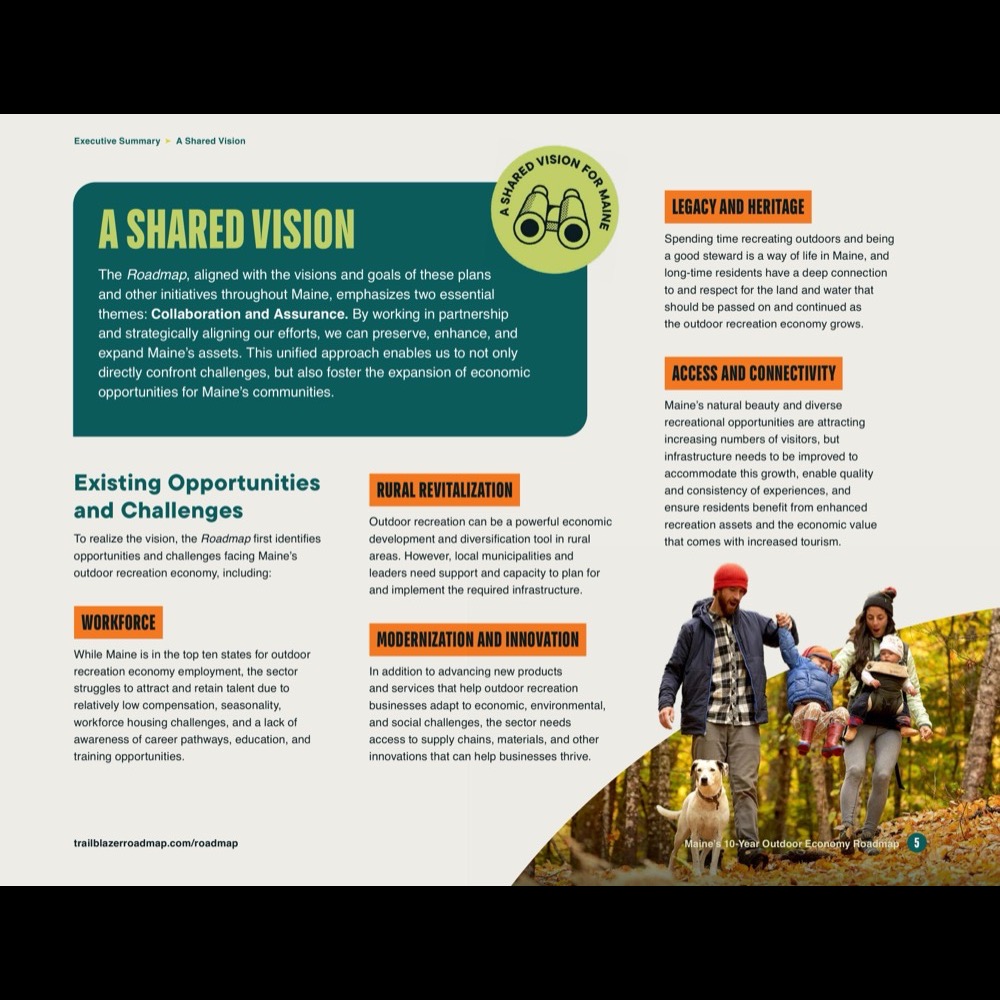 Executive Summary ► A Shared Vision
A SHARED VISION FOR MAINE
A SHARED VISION
The Roadmap, aligned with the visions and goals of these plans
and other initiatives throughout Maine, emphasizes two essential
themes: Collaboration and Assurance. By working in partnership
and strategically aligning our efforts, we can preserve, enhance, and
expand Maine's assets. This unified approach enables us to not only
directly confront challenges, but also foster the expansion of economic
opportunities for Maine's communities.
Existing Opportunities
and Challenges
To realize the vision, the Roadmap first identifies
opportunities and challenges facing Maine's
outdoor recreation economy, including:
WORKFORCE
While Maine is in the top ten states for outdoor
recreation economy employment, the sector
struggles to attract and retain talent due to
relatively low compensation, seasonality,
workforce housing challenges, and a lack of
awareness of career pathways, education, and
training opportunities.
RURAL REVITALIZATION
Outdoor recreation can be a powerful economic
development and diversification tool in rural
areas. However, local municipalities and
leaders need support and capacity to plan for
and implement the required infrastructure.
MODERNIZATION AND INNOVATION
In addition to advancing new products
and services that help outdoor recreation
businesses adapt to economic, environmental,
and social challenges, the sector needs
access to supply chains, materials, and other
innovations that can help businesses thrive.
LEGACY AND HERITAGE
Spending time recreating outdoors and being
a good steward is a way of life in Maine, and
long-time residents have a deep connection
to and respect for the land and water that
should be passed on and continued as
the outdoor recreation economy grows.
ACCESS AND CONNECTIVITY
Maine's natural beauty and diverse
recreational opportunities are attracting
increasing numbers of visitors, but
infrastructure needs to be improved to
accommodate this growth, enable quality
and consistency of experiences, and
ensure residents benefit from enhanced
recreation assets and the economic value
that comes with increased tourism.
trailblazerroadmap.com/roadmap
Maine's 10-Year Outdoor Economy Roadmap 5